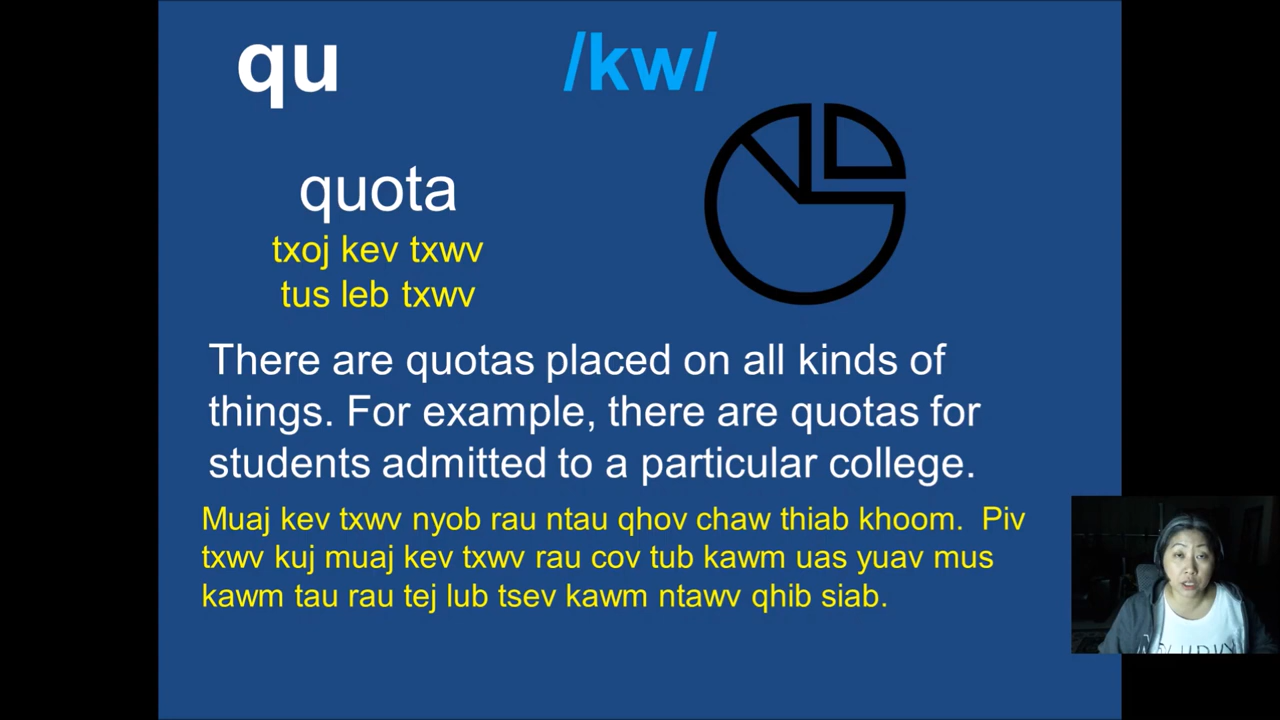 qu /kw/
quota
txoj kev txwv
tus leb txwv
There are quotas placed on all kinds of
things. For example, there are quotas for
students admitted to a particular college.
Muaj kev txwv nyob rau ntau qhov chaw thiab khoom. Piv
txwv kuj muaj kev txwv rau cov tub kawm uas yuav mus
kawm tau rau tej lub tsev kawm ntawv qhib siab.